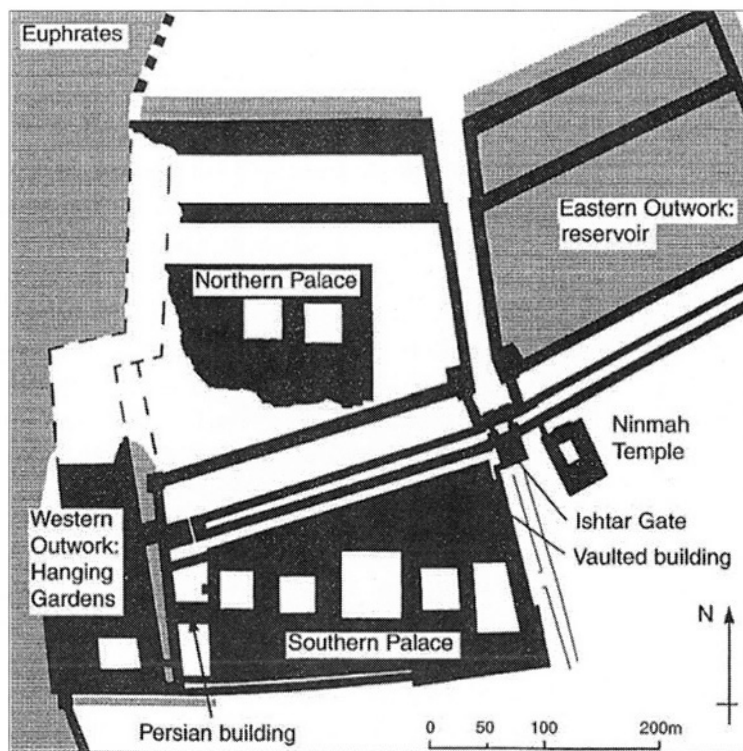 Euphrates
Eastern Outwork:
reservoir
Northern Palace
Ninmah
Temple
Ishtar Gate
Western
Outwork:
Hanging
Gardens
Vaulted building
Southern Palace
N
Persian building
0 50 100 200m